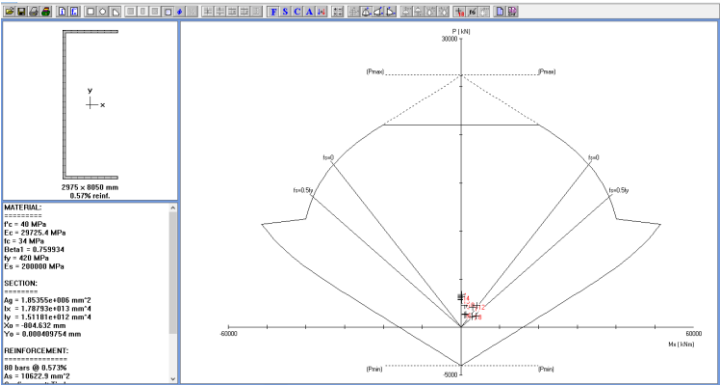 F S C A
y
x
2975 x 8050 mm
0.57% reinf.
MATERIAL:
=========
f'c = 40 MPa
Ec = 29725.4 MPa
fc = 34 MPa
Beta1 = 0.759934
fy = 420 MPa
Es = 200000 MPa
SECTION:
========
Ag = 1.85355e+006 mm^2
Ix = 1.78793e+013 mm^4
Iy = 1.51181e+012 mm^4
Xo = -804.632 mm
Yo = 0.000409754 mm
REINFORCEMENT:
==============
80 bars @ 0.573%
As = 10622.9 mm^2
P ( kN)
30000
(Pmax) (Pmax)
fs=0 fs=0
fs=0.5fy fs=0.5fy
-60000 60000
Mx ( kNm)
(Pmin) (Pmin)
-5000